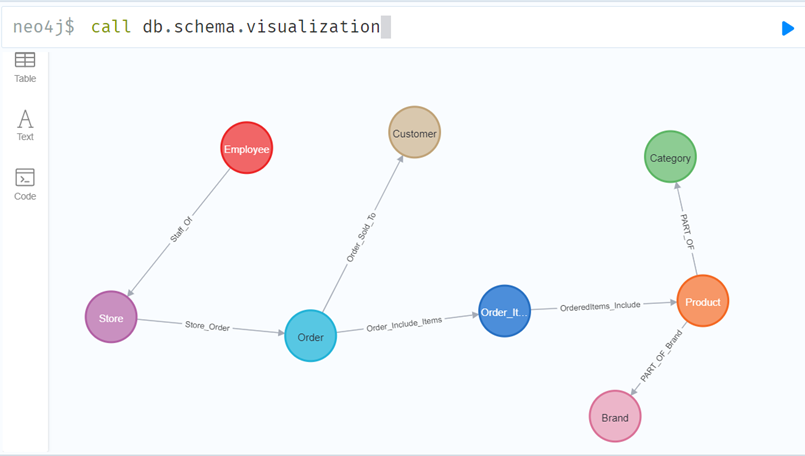 neo4j$ call db.schema.visualization
Table
Text
Code
Employee
Customer
Category
Staff_Of
Order_Sold_To
PART_OF
Store
Store_Order
Order
Order_Include_Items
Order_It...
OrderedItems_Include
Product
PART_OF_Brand
Brand